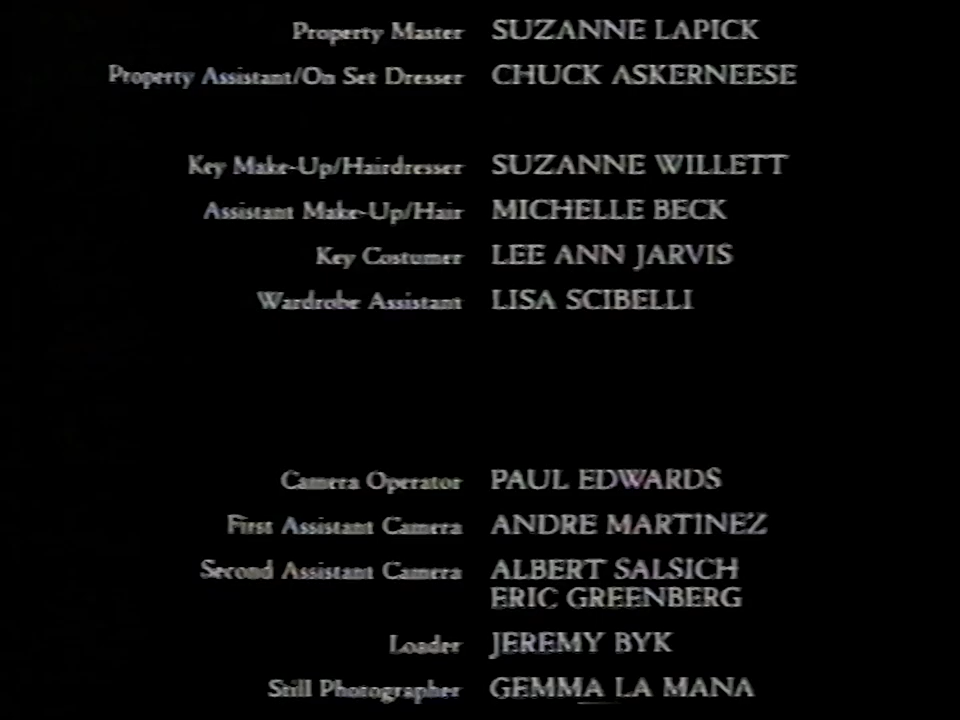 Property Master SUZANNE LAPICK
Property Assistant/On Set Dresser CHUCK ASKERNEESE
Key Make-Up/Hairdresser SUZANNE WILLETT
Assistant Make-Up/Hair MICHELLE BECK
Key Costumer LEE ANN JARVIS
Wardrobe Assistant LISA SCIBELLI
Camera Operator PAUL EDWARDS
First Assistant Camera ANDRE MARTINEZ
Second Assistant Camera ALBERT SALSICH
ERIC GREENBERG
Loader JEREMY BYK
Still Photographer GEMMA LA MANA